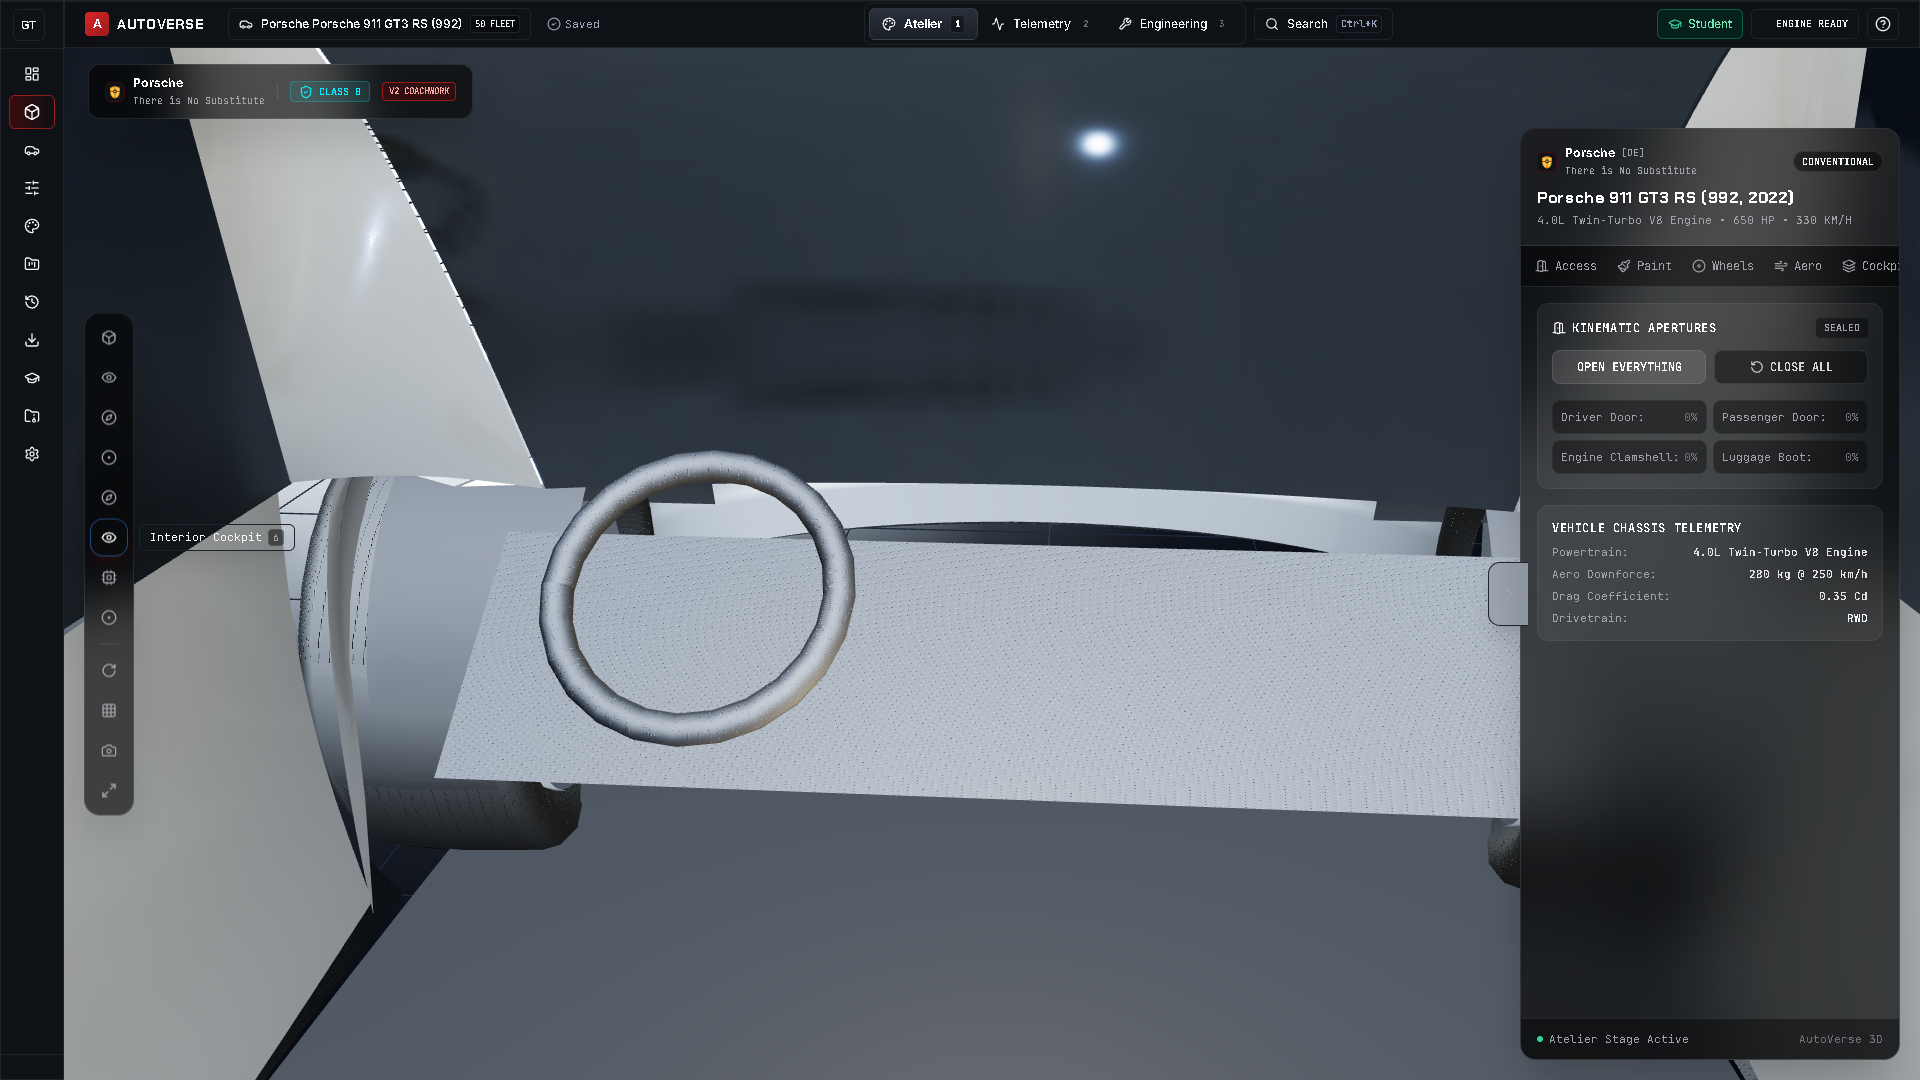 GT
A AUTOVERSE
Porsche Porsche 911 GT3 RS (992) 50 FLEET
Saved
Atelier 1
Telemetry 2
Engineering 3
Search Ctrl+K
Student
ENGINE READY
Porsche
There is No Substitute
CLASS B
V2 COACHWORK
Interior Cockpit 6
Porsche [DE]
There is No Substitute
CONVENTIONAL
Porsche 911 GT3 RS (992, 2022)
4.0L Twin-Turbo V8 Engine • 650 HP • 330 KM/H
Access Paint Wheels Aero Cockpi
KINEMATIC APERTURES SEALED
OPEN EVERYTHING CLOSE ALL
Driver Door: 0% Passenger Door: 0%
Engine Clamshell: 0% Luggage Boot: 0%
VEHICLE CHASSIS TELEMETRY
Powertrain: 4.0L Twin-Turbo V8 Engine
Aero Downforce: 280 kg @ 250 km/h
Drag Coefficient: 0.35 Cd
Drivetrain: RWD
Atelier Stage Active AutoVerse 3D